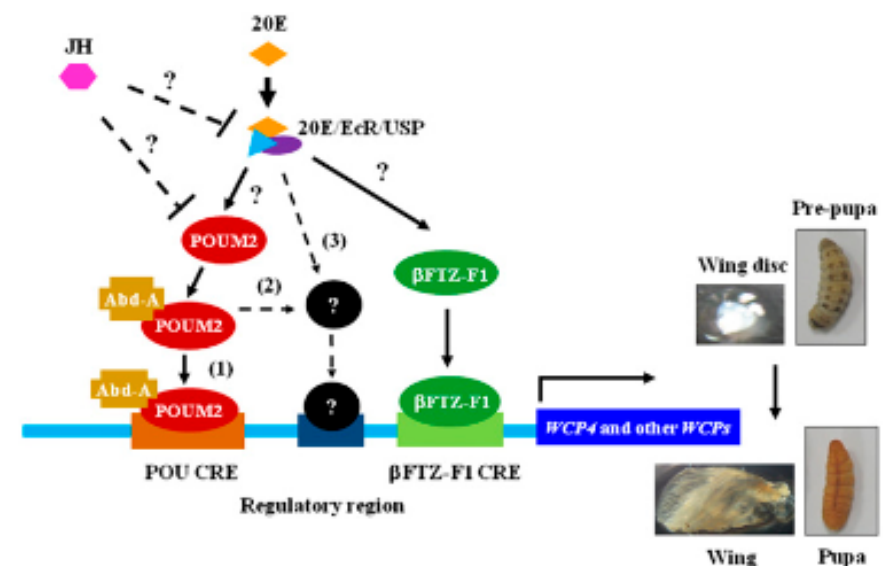 20E
JH
?
20E/EcR/USP
?
?
?
Pre-pupa
POUM2
(3)
Wing disc
βFTZ-F1
Abd-A
(2)
?
POUM2
(1)
Abd-A
POUM2
?
βFTZ-F1
WCP4 and other WCPs
POU CRE
βFTZ-F1 CRE
Regulatory region
Wing
Pupa